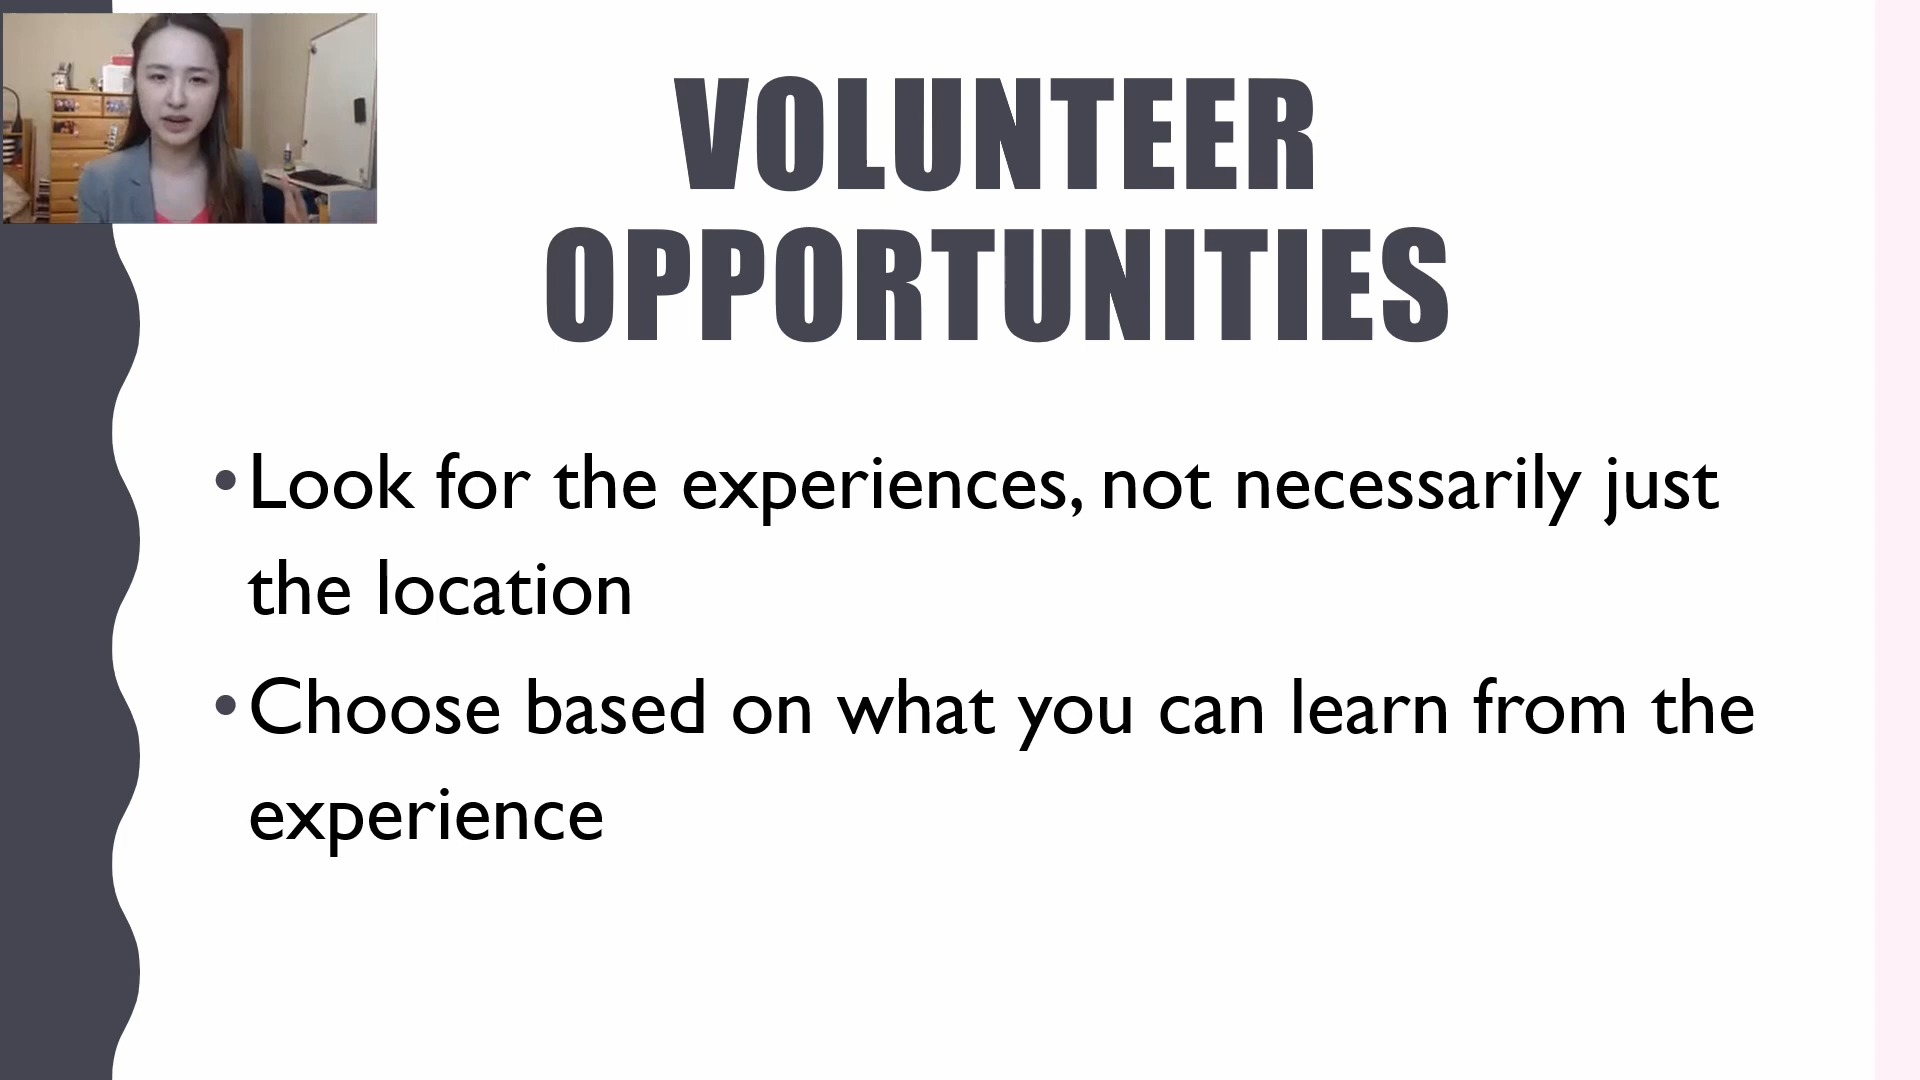 VOLUNTEER
OPPORTUNITIES
•Look for the experiences, not necessarily just
the location
•Choose based on what you can learn from the
experience